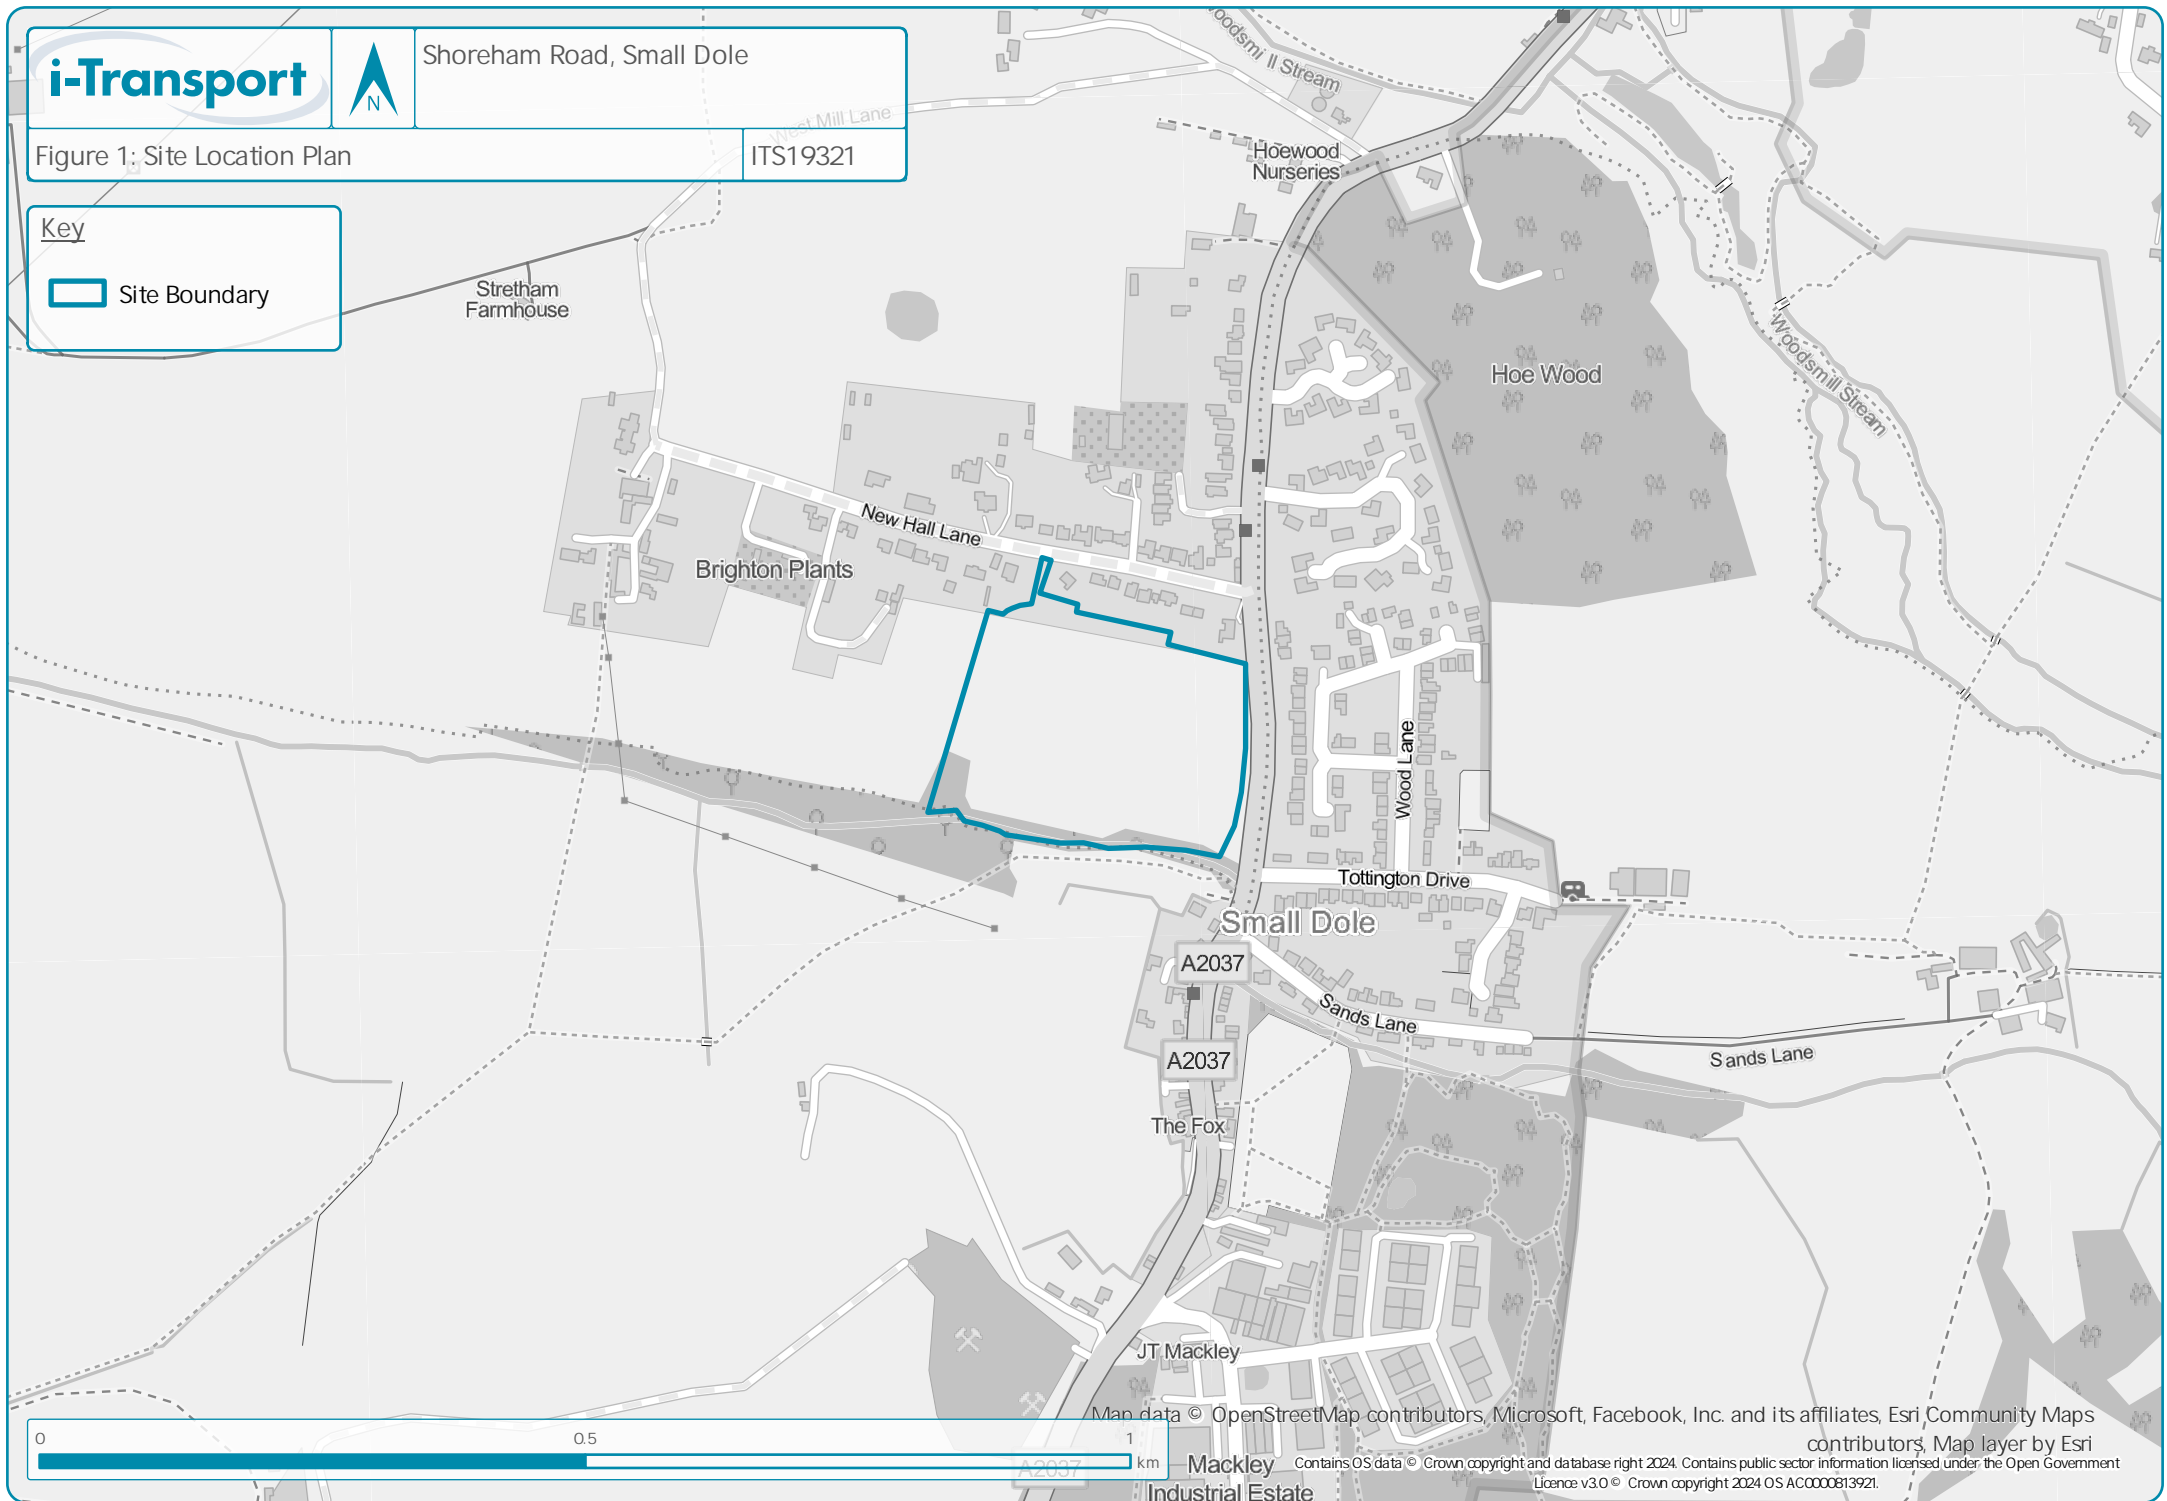 i-Transport
N
Shoreham Road, Small Dole
Figure 1: Site Location Plan
ITS19321
Key
Site Boundary
West Mill Lane
Woodsmill Stream
Hoewood
Nurseries
Stretham
Farmhouse
Hoe Wood
Woodsmill Stream
New Hall Lane
Brighton Plants
Wood Lane
Tottington Drive
Small Dole
A2037
Sands Lane
Sands Lane
A2037
The Fox
JT Mackley
A2037
Mackley
Industrial Estate
0
0.5
1
km
Map data © OpenStreetMap contributors, Microsoft, Facebook, Inc. and its affiliates, Esri Community Maps
contributors, Map layer by Esri
Contains OS data © Crown copyright and database right 2024. Contains public sector information licensed under the Open Government
Licence v3.0 © Crown copyright 2024 OS AC0000813921.